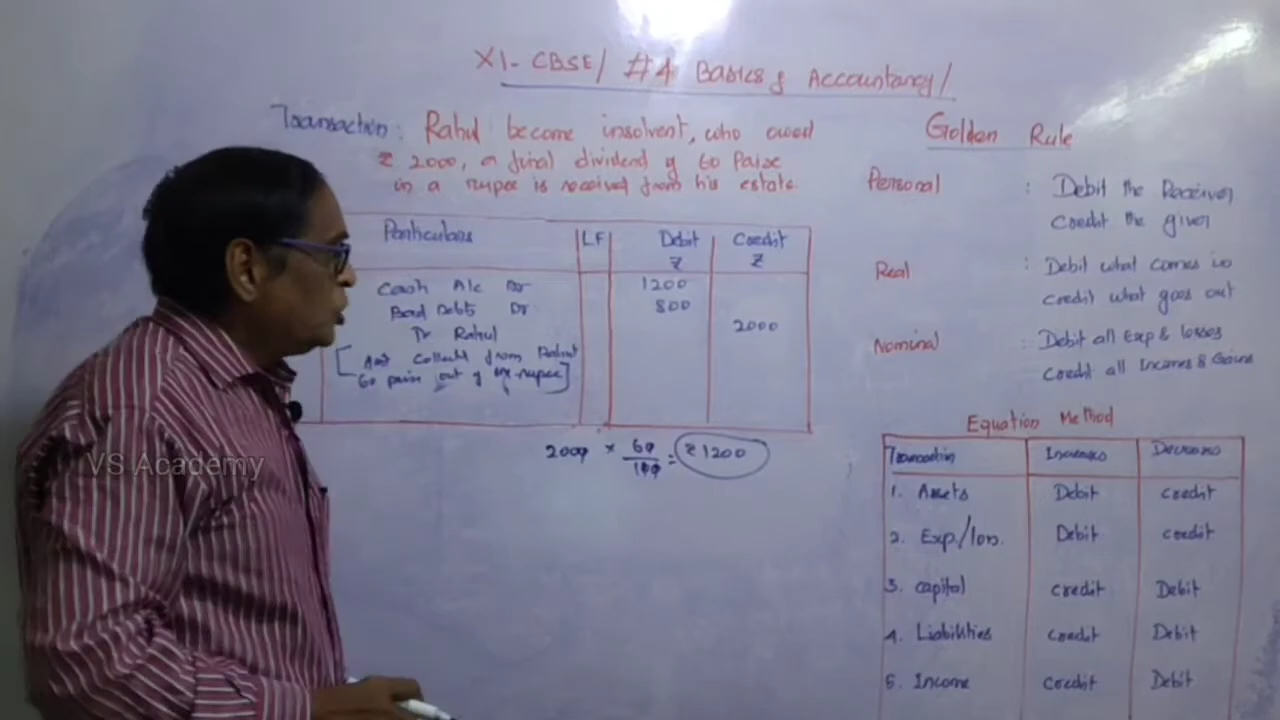 XI- CBSE/ #4 Basics of Accountancy/
Transaction: Rahul become insolvent, who owed
₹ 2000, a final dividend of 60 Paise
in a rupee is received from his estate.
Particulars LF Debit ₹ Credit ₹
Cash A/c Dr 1200
Bad Debts Dr 800
To Rahul 2000
[Amt collects from Rahul
60 paise out of one rupee]
2000 × 60/100 = ₹1200
VS Academy
Golden Rule
Personal : Debit the Receiver
Credit the giver
Real : Debit what comes in
Credit what goes out
Nominal : Debit all Exp & losses
Credit all Incomes & Gains
Equation Method
Transaction Increases Decreases
1. Assets Debit Credit
2. Exp./loss. Debit credit
3. capital credit Debit
4. Liabilities credit Debit
5. Income Credit Debit